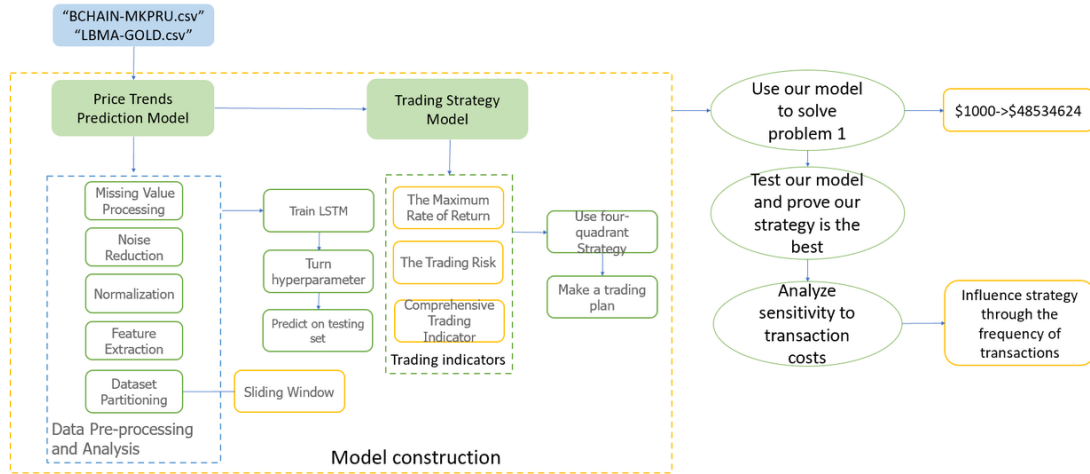 “BCHAIN-MKPRU.csv”
“LBMA-GOLD.csv”
Price Trends
Prediction Model
Trading Strategy
Model
Missing Value
Processing
Noise
Reduction
Normalization
Feature
Extraction
Dataset
Partitioning
Data Pre-processing
and Analysis
Sliding Window
Train LSTM
Turn
hyperparameter
Predict on testing
set
The Maximum
Rate of Return
The Trading Risk
Comprehensive
Trading
Indicator
Trading indicators
Use four-
quadrant
Strategy
Make a trading
plan
Model construction
Use our model
to solve
problem 1
$1000->$48534624
Test our model
and prove our
strategy is the
best
Analyze
sensitivity to
transaction
costs
Influence strategy
through the
frequency of
transactions